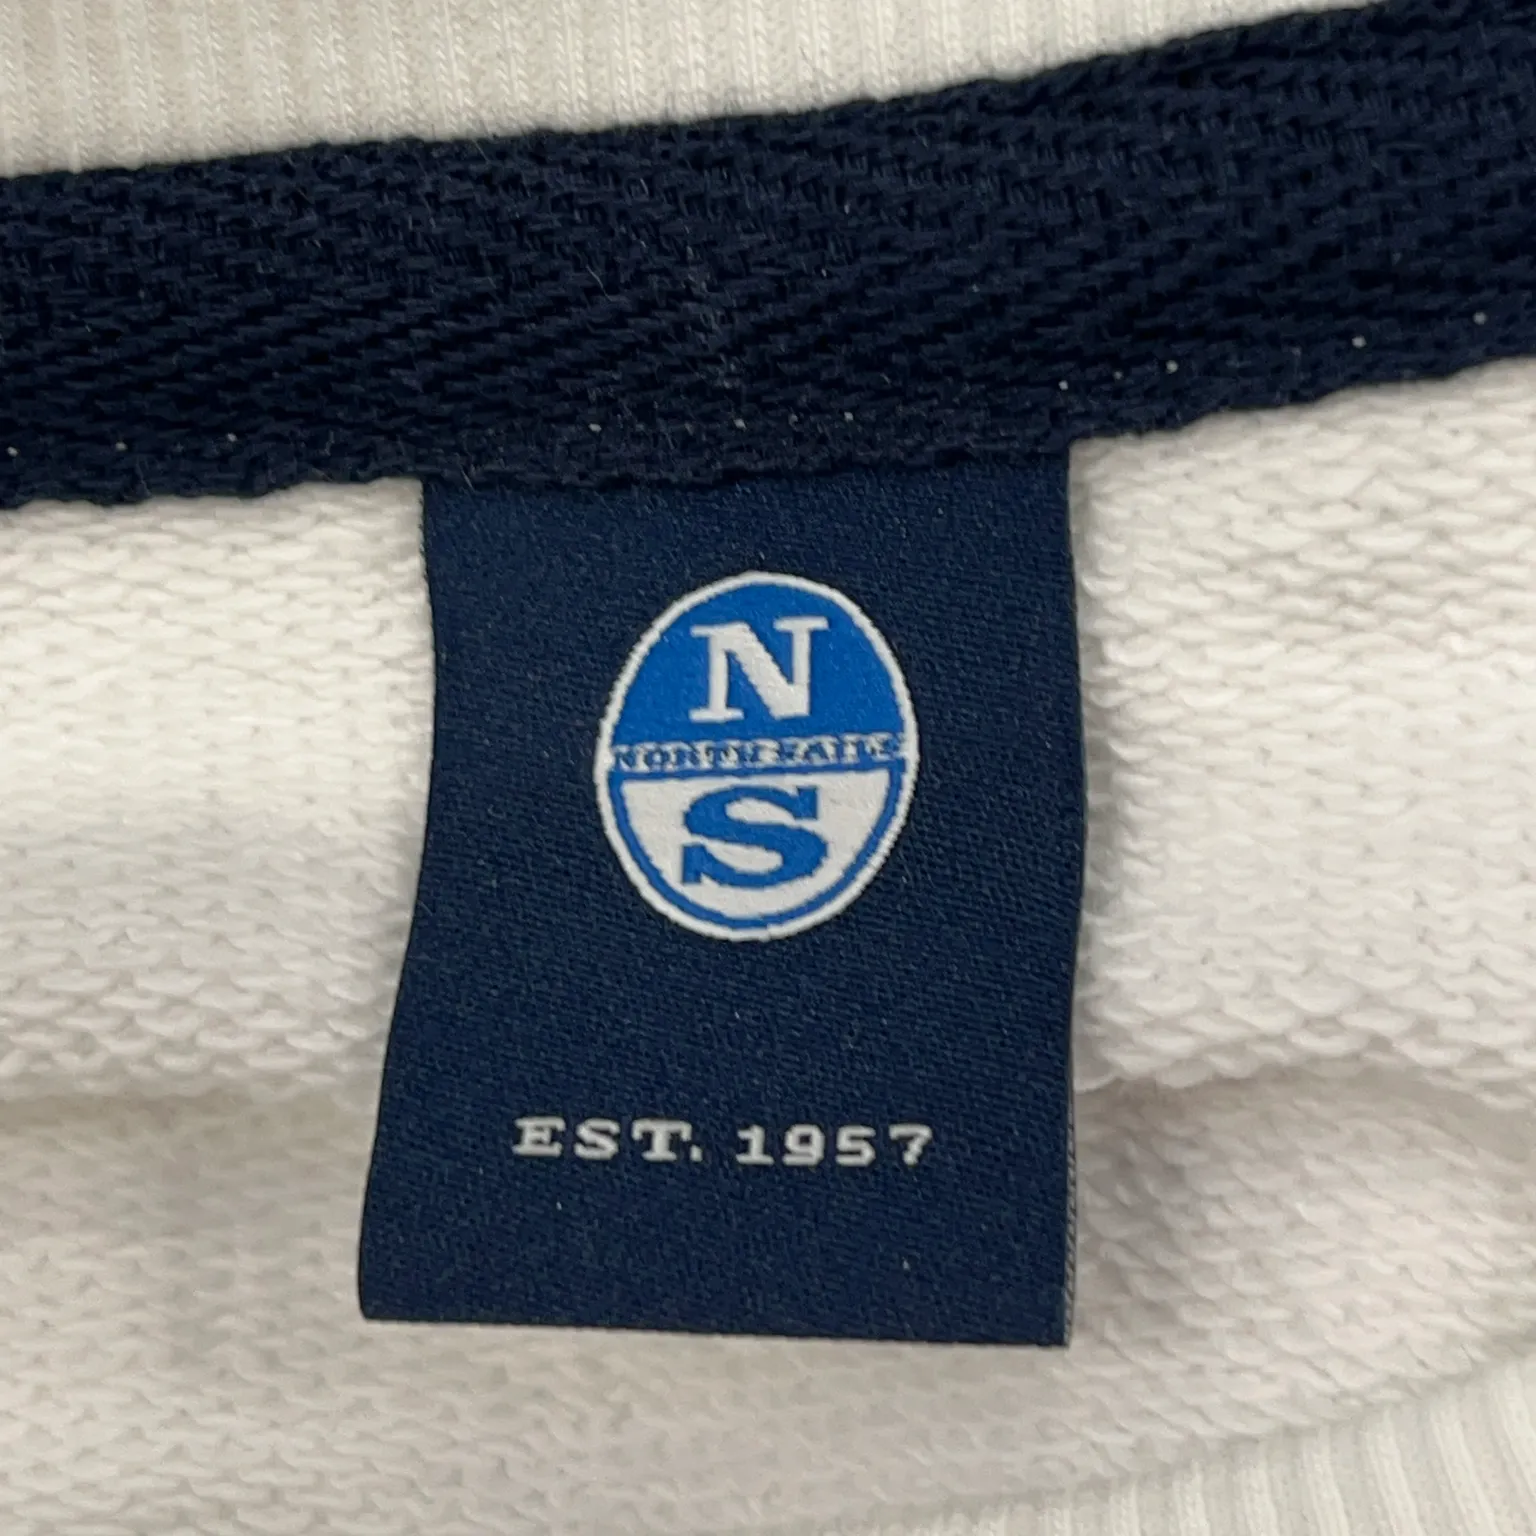 N
NORTH SAILS
S
EST. 1957